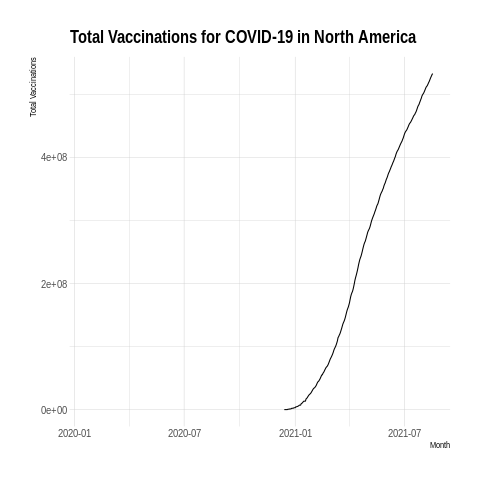 Total Vaccinations for COVID-19 in North America
Total Vaccinations
4e+08
2e+08
0e+00
2020-01 2020-07 2021-01 2021-07
Month